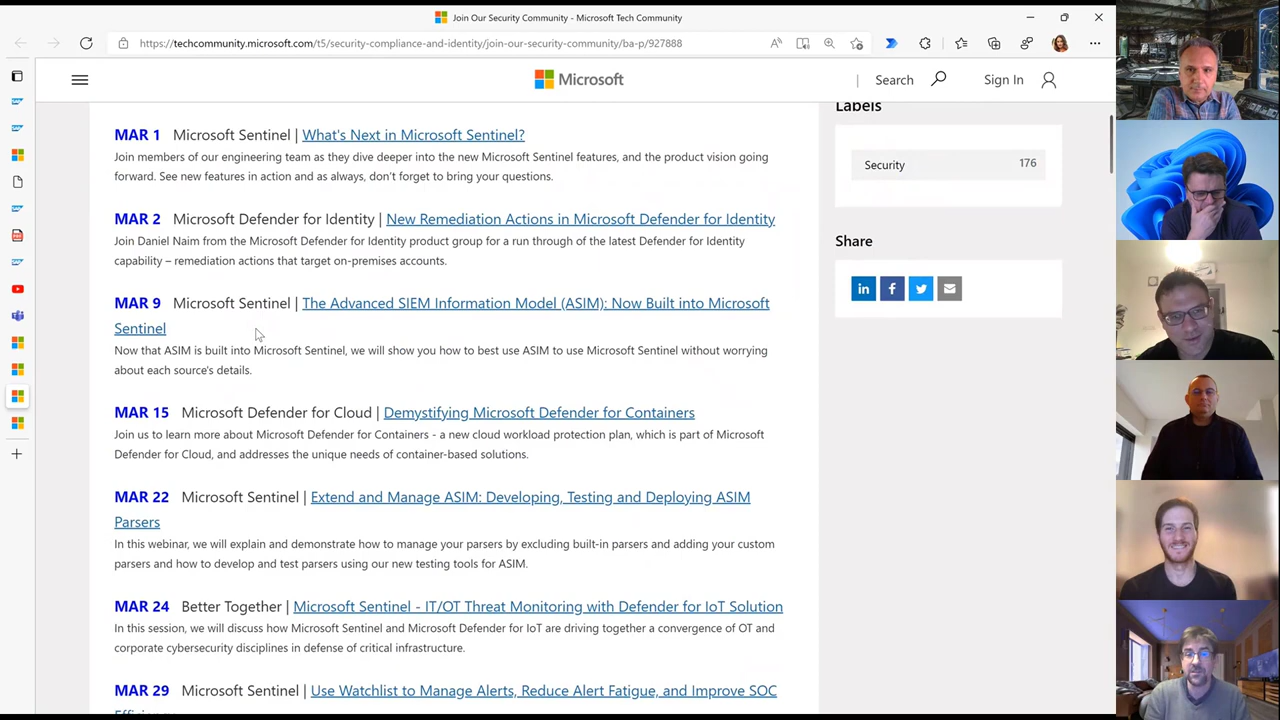 Join Our Security Community - Microsoft Tech Community
https://techcommunity.microsoft.com/t5/security-compliance-and-identity/join-our-security-community/ba-p/927888
Microsoft
Search
Sign In
MAR 1 Microsoft Sentinel | What's Next in Microsoft Sentinel?
Join members of our engineering team as they dive deeper into the new Microsoft Sentinel features, and the product vision going
forward. See new features in action and as always, don't forget to bring your questions.
MAR 2 Microsoft Defender for Identity | New Remediation Actions in Microsoft Defender for Identity
Join Daniel Naim from the Microsoft Defender for Identity product group for a run through of the latest Defender for Identity
capability – remediation actions that target on-premises accounts.
MAR 9 Microsoft Sentinel | The Advanced SIEM Information Model (ASIM): Now Built into Microsoft
Sentinel
Now that ASIM is built into Microsoft Sentinel, we will show you how to best use ASIM to use Microsoft Sentinel without worrying
about each source's details.
MAR 15 Microsoft Defender for Cloud | Demystifying Microsoft Defender for Containers
Join us to learn more about Microsoft Defender for Containers - a new cloud workload protection plan, which is part of Microsoft
Defender for Cloud, and addresses the unique needs of container-based solutions.
MAR 22 Microsoft Sentinel | Extend and Manage ASIM: Developing, Testing and Deploying ASIM
Parsers
In this webinar, we will explain and demonstrate how to manage your parsers by excluding built-in parsers and adding your custom
parsers and how to develop and test parsers using our new testing tools for ASIM.
MAR 24 Better Together | Microsoft Sentinel - IT/OT Threat Monitoring with Defender for IoT Solution
In this session, we will discuss how Microsoft Sentinel and Microsoft Defender for IoT are driving together a convergence of OT and
corporate cybersecurity disciplines in defense of critical infrastructure.
MAR 29 Microsoft Sentinel | Use Watchlist to Manage Alerts, Reduce Alert Fatigue, and Improve SOC
Labels
Security 176
Share